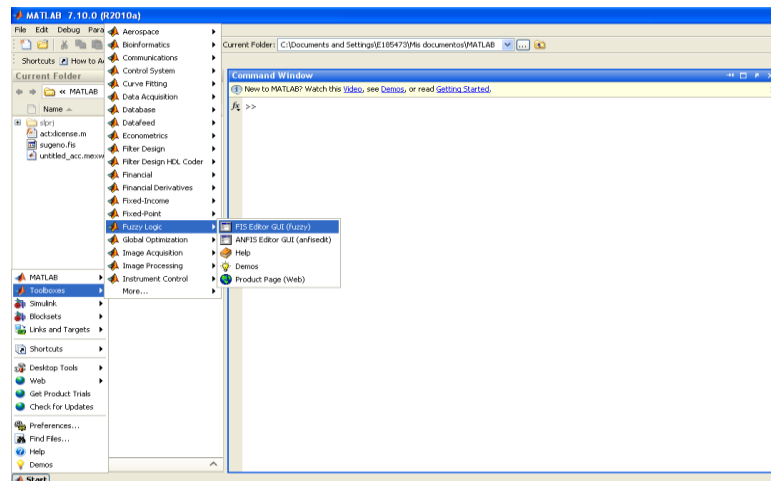 MATLAB 7.10.0 (R2010a)
File Edit Debug Para
Current Folder: C:\Documents and Settings\E185473\Mis documentos\MATLAB
Shortcuts How to A
Current Folder
« MATLAB
Name
slprj
actxlicense.m
sugeno.fis
untitled_acc.mexw
Aerospace
Bioinformatics
Communications
Control System
Curve Fitting
Data Acquisition
Database
Datafeed
Econometrics
Filter Design
Filter Design HDL Coder
Financial
Financial Derivatives
Fixed-Income
Fixed-Point
Fuzzy Logic
Global Optimization
Image Acquisition
Image Processing
Instrument Control
More...
FIS Editor GUI (fuzzy)
ANFIS Editor GUI (anfisedit)
Help
Demos
Product Page (Web)
Command Window
New to MATLAB? Watch this Video, see Demos, or read Getting Started.
fx >>
MATLAB
Toolboxes
Simulink
Blocksets
Links and Targets
Shortcuts
Desktop Tools
Web
Get Product Trials
Check for Updates
Preferences...
Find Files...
Help
Demos
Start